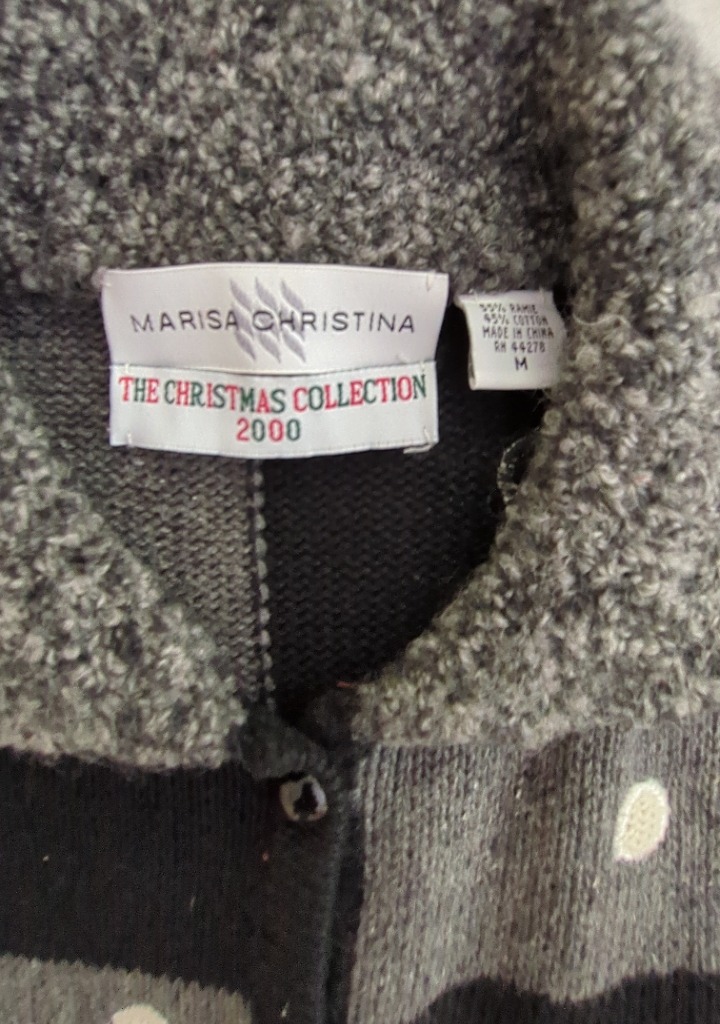 MARISA CHRISTINA
THE CHRISTMAS COLLECTION
2000
55% RAMIE
45% COTTON
MADE IN CHINA
RN 44278
M